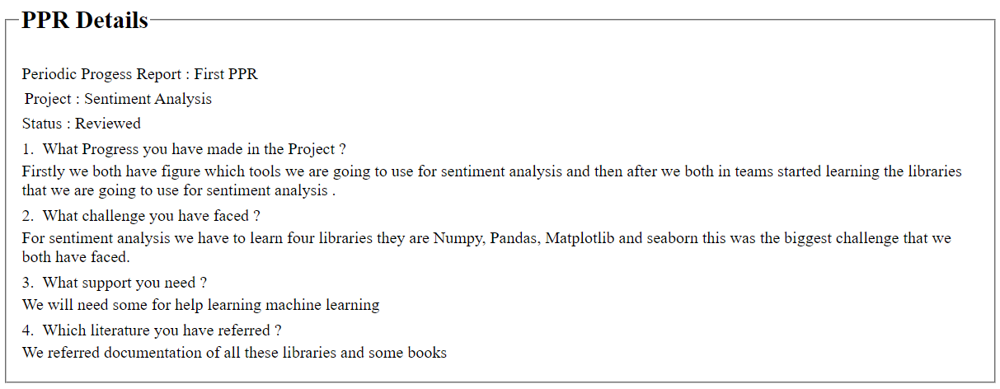 PPR Details
Periodic Progess Report : First PPR
Project : Sentiment Analysis
Status : Reviewed
1. What Progress you have made in the Project ?
Firstly we both have figure which tools we are going to use for sentiment analysis and then after we both in teams started learning the libraries
that we are going to use for sentiment analysis .
2. What challenge you have faced ?
For sentiment analysis we have to learn four libraries they are Numpy, Pandas, Matplotlib and seaborn this was the biggest challenge that we
both have faced.
3. What support you need ?
We will need some for help learning machine learning
4. Which literature you have referred ?
We referred documentation of all these libraries and some books